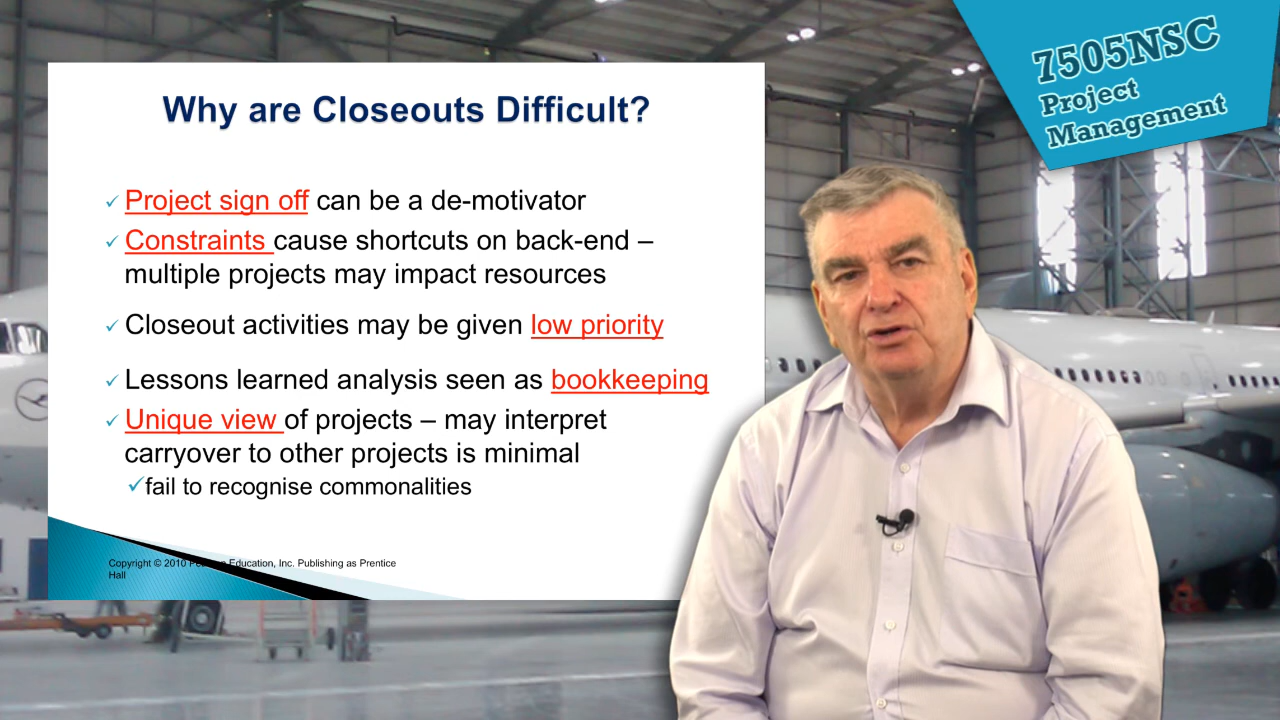 Why are Closeouts Difficult?
Project sign off can be a de-motivator
Constraints cause shortcuts on back-end –
multiple projects may impact resources
Closeout activities may be given low priority
Lessons learned analysis seen as bookkeeping
Unique view of projects – may interpret
carryover to other projects is minimal
fail to recognise commonalities
Copyright © 2010 Pearson Education, Inc. Publishing as Prentice
Hall
7505NSC
Project
Management